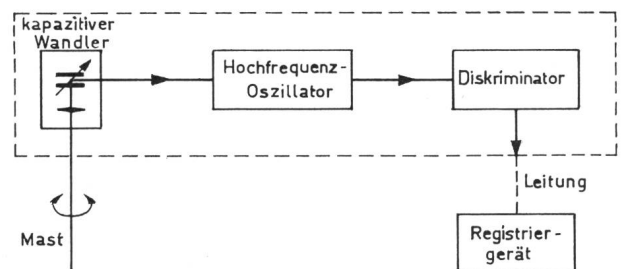 kapazitiver
Wandler
Hochfrequenz-
Oszillator
Diskriminator
Leitung
Mast
Registrier-
gerät